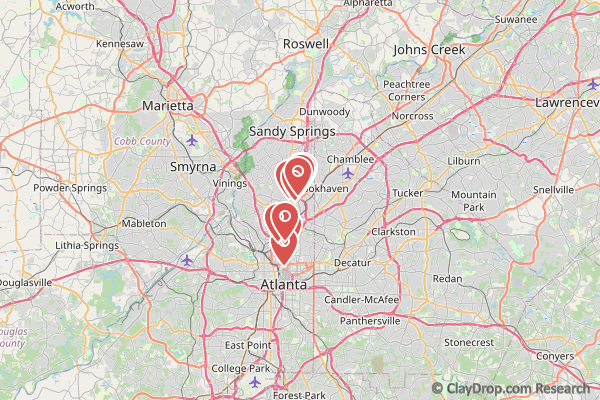 Alpharetta
Acworth
Suwanee
Kennesaw
Roswell
Johns Creek
Peachtree
Corners
Marietta
Lawrencev
Dunwoody
Norcross
Sandy Springs
Cobb County
Chamblee
Lilburn
Smyrna
Vinings
Powder Springs
okhaven
Tucker
Mountain
Park
Snellville
Mableton
Clarkston
Lithia Springs
Decatur
Redan
Douglasville
Atlanta
Candler-McAfee
Panthersville
ouglas
County
East Point
Stonecrest
Conyers
College Park
Forest Park
© ClayDrop.com Research